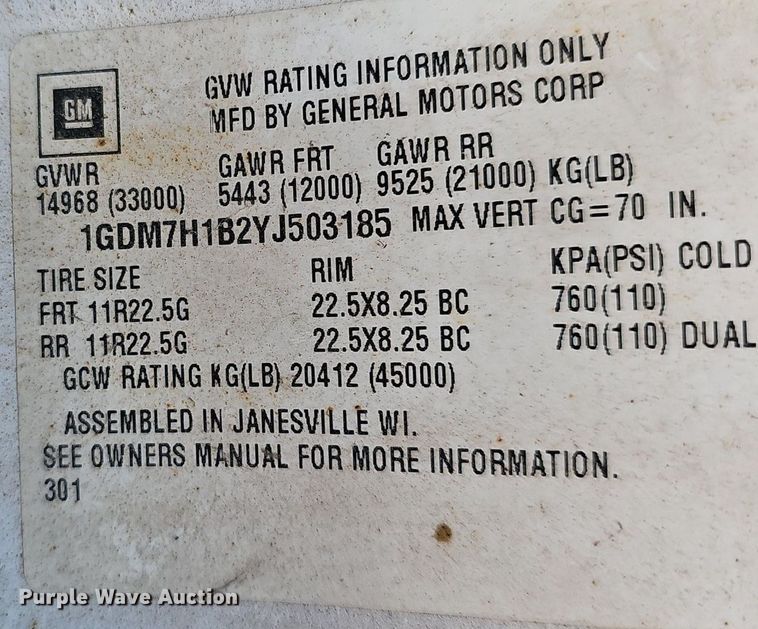 GVW RATING INFORMATION ONLY
MFD BY GENERAL MOTORS CORP
GM
GVWR GAWR FRT GAWR RR
14968 (33000) 5443 (12000) 9525 (21000) KG(LB)
1GDM7H1B2YJ503185 MAX VERT CG=70 IN.
TIRE SIZE RIM KPA(PSI) COLD
FRT 11R22.5G 22.5X8.25 BC 760(110)
RR 11R22.5G 22.5X8.25 BC 760(110) DUAL
GCW RATING KG(LB) 20412 (45000)
ASSEMBLED IN JANESVILLE WI.
SEE OWNERS MANUAL FOR MORE INFORMATION.
301
Purple Wave Auction